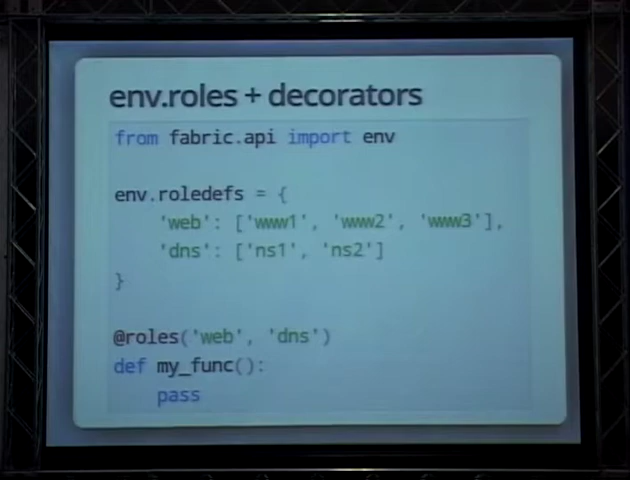 env.roles + decorators
from fabric.api import env
env.roledefs = {
'web': ['www1', 'www2', 'www3'],
'dns': ['ns1', 'ns2']
}
@roles('web', 'dns')
def my_func():
pass